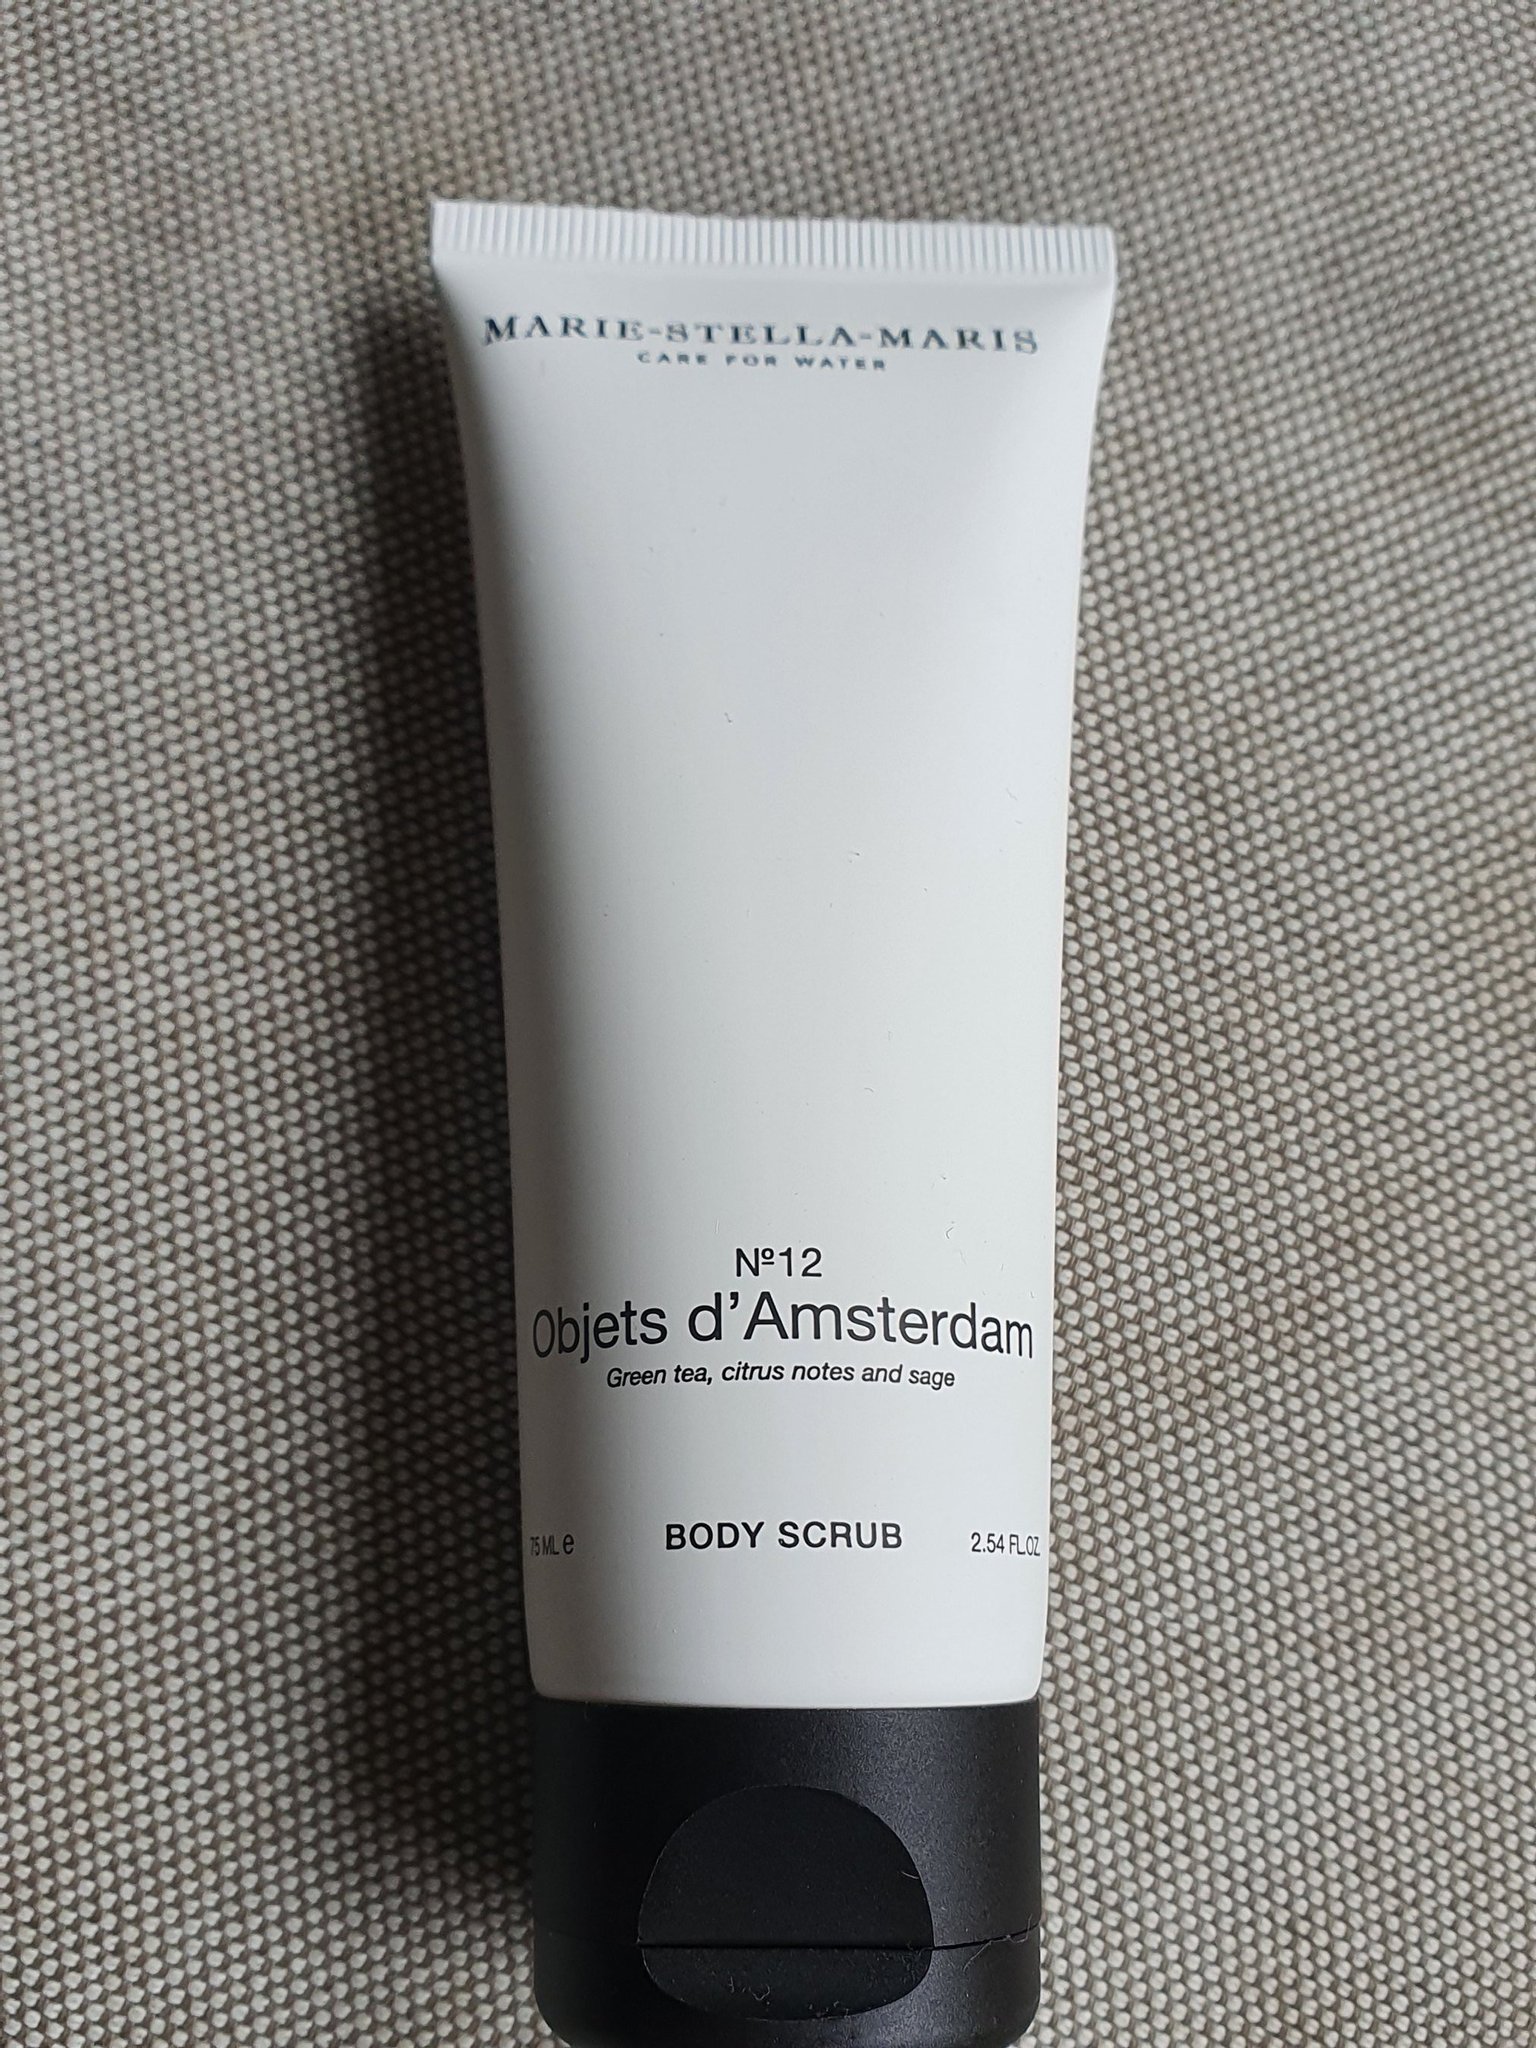 MARIE-STELLA-MARIS
CARE FOR WATER
Nº12
Objets d'Amsterdam
Green tea, citrus notes and sage
75 ML e BODY SCRUB 2.54 FL.OZ